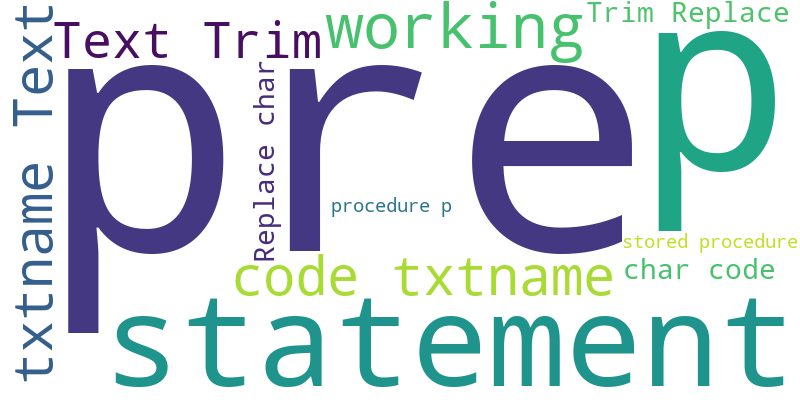 Text Trim
working
Trim Replace
txtname Text
pre
p
Replace char
procedure p
stored procedure
code txtname
char code
statement